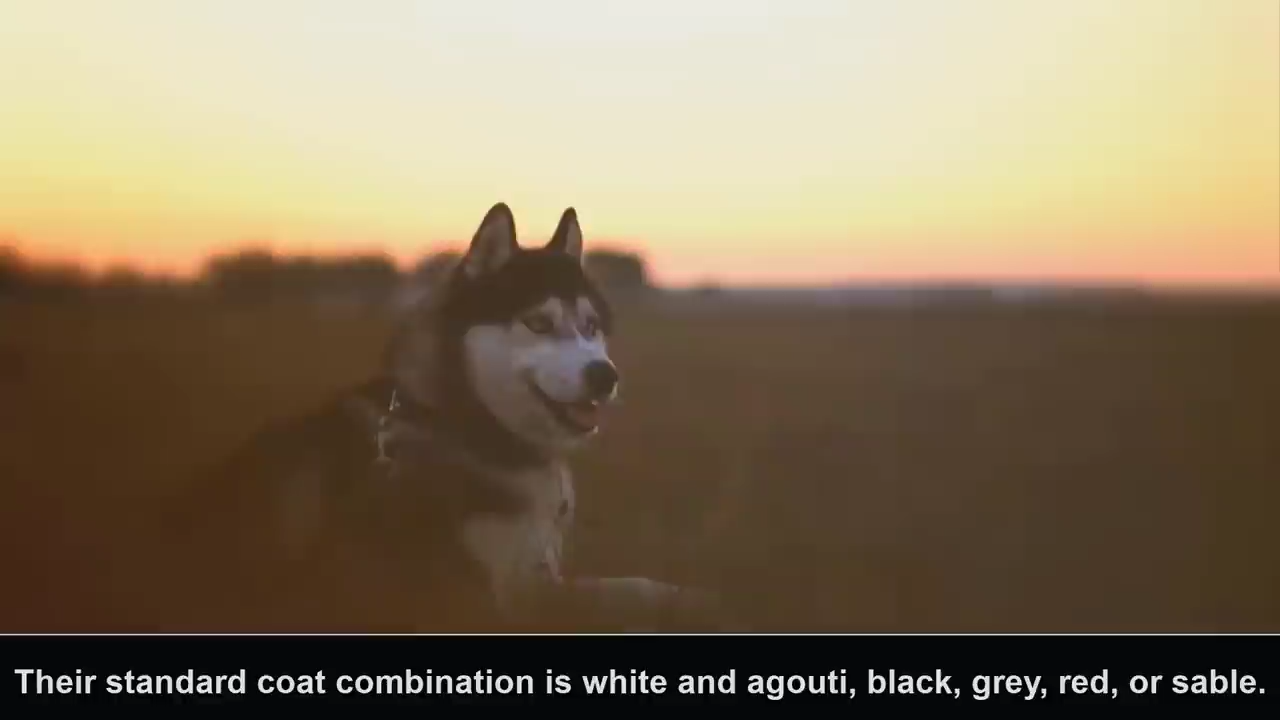 Their standard coat combination is white and agouti, black, grey, red, or sable.